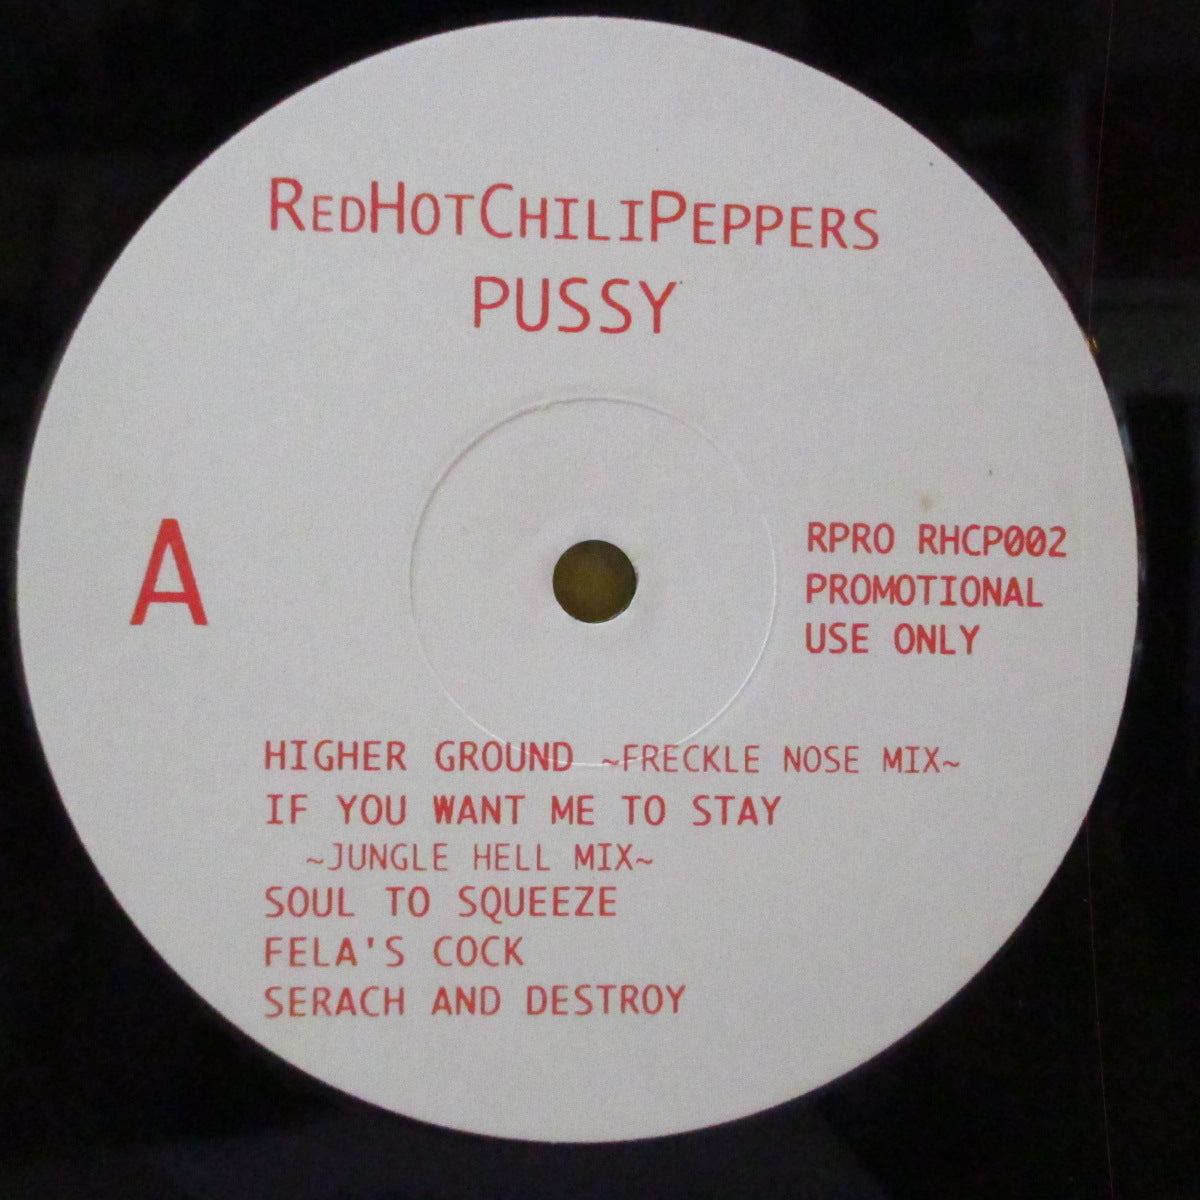 REDHOTCHILIPEPPERS
PUSSY
A
RPRO RHCP002
PROMOTIONAL
USE ONLY
HIGHER GROUND ~FRECKLE NOSE MIX~
IF YOU WANT ME TO STAY
~JUNGLE HELL MIX~
SOUL TO SQUEEZE
FELA'S COCK
SERACH AND DESTROY